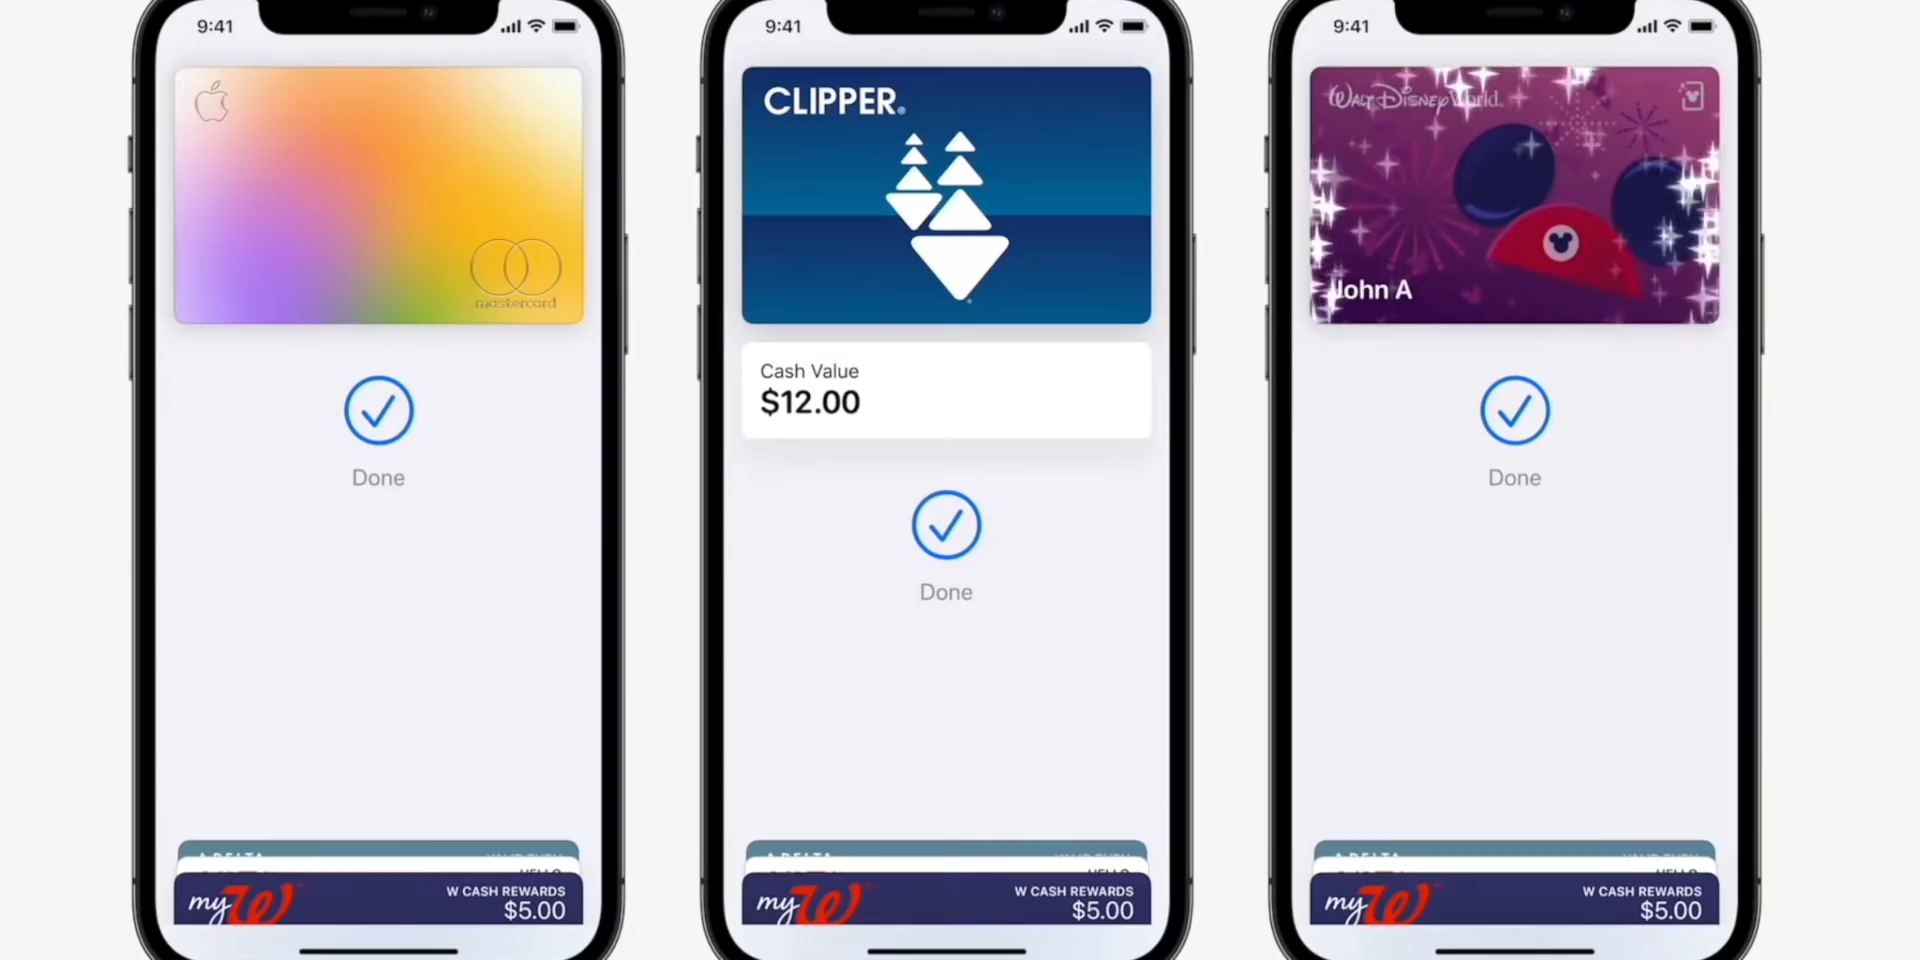 9:41
mastercard
Done
my W
W CASH REWARDS
$5.00
9:41
CLIPPER®
Cash Value
$12.00
Done
my W
W CASH REWARDS
$5.00
9:41
Walt Disney World.
John A
Done
my W
W CASH REWARDS
$5.00